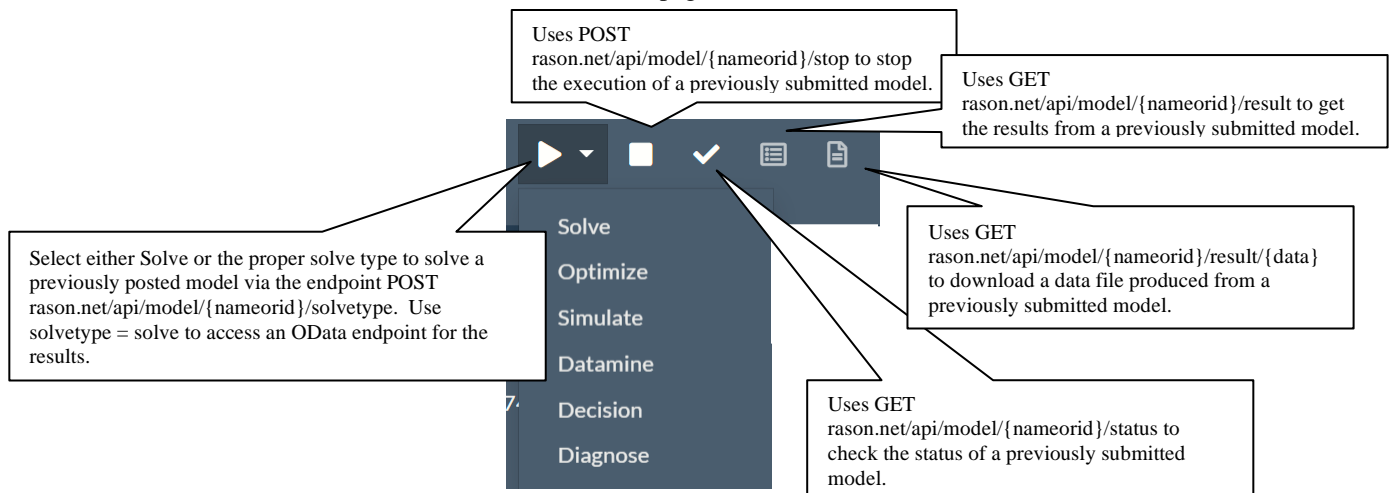 Uses POST
rason.net/api/model/{nameorid}/stop to stop
the execution of a previously submitted model.
Uses GET
rason.net/api/model/{nameorid}/result to get
the results from a previously submitted model.
Solve
Optimize
Simulate
Datamine
Decision
Diagnose
Select either Solve or the proper solve type to solve a
previously posted model via the endpoint POST
rason.net/api/model/{nameorid}/solvetype.  Use
solvetype = solve to access an OData endpoint for the
results.
Uses GET
rason.net/api/model/{nameorid}/result/{data}
to download a data file produced from a
previously submitted model.
Uses GET
rason.net/api/model/{nameorid}/status to
check the status of a previously submitted
model.